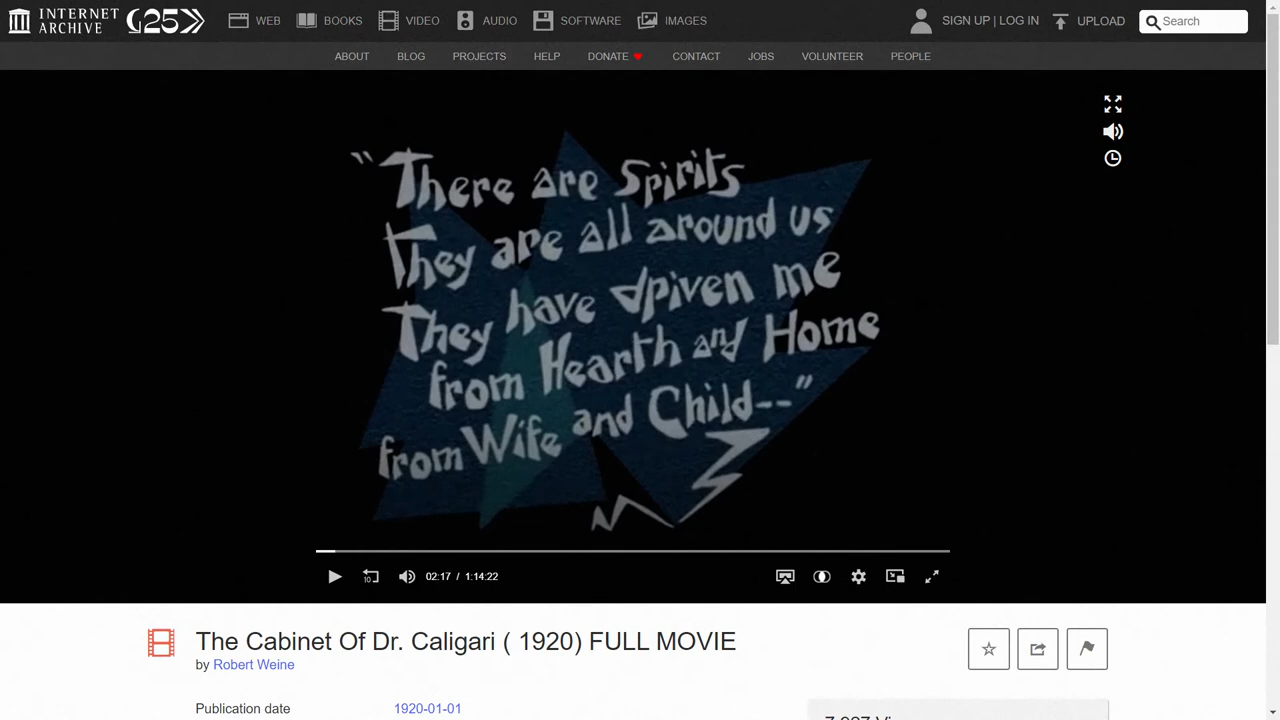 INTERNET ARCHIVE 25 WEB BOOKS VIDEO AUDIO SOFTWARE IMAGES SIGN UP | LOG IN UPLOAD Search
ABOUT BLOG PROJECTS HELP DONATE CONTACT JOBS VOLUNTEER PEOPLE
“There are Spirits
They are all around us
They have driven me
from Hearth and Home
from Wife and Child--”
10 02:17 / 1:14:22
The Cabinet Of Dr. Caligari ( 1920) FULL MOVIE
by Robert Weine
Publication date 1920-01-01